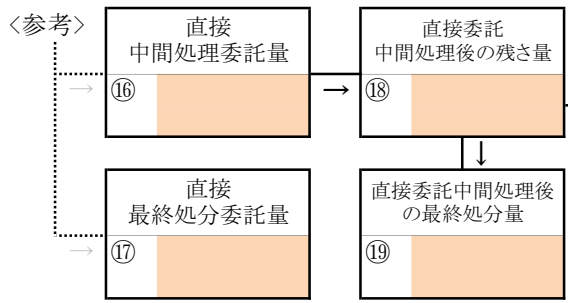 〈参考〉
直接
中間処理委託量
⑯
→
→
直接委託
中間処理後の残さ量
⑱
↓
直接
最終処分委託量
⑰
→
直接委託中間処理後
の最終処分量
⑲